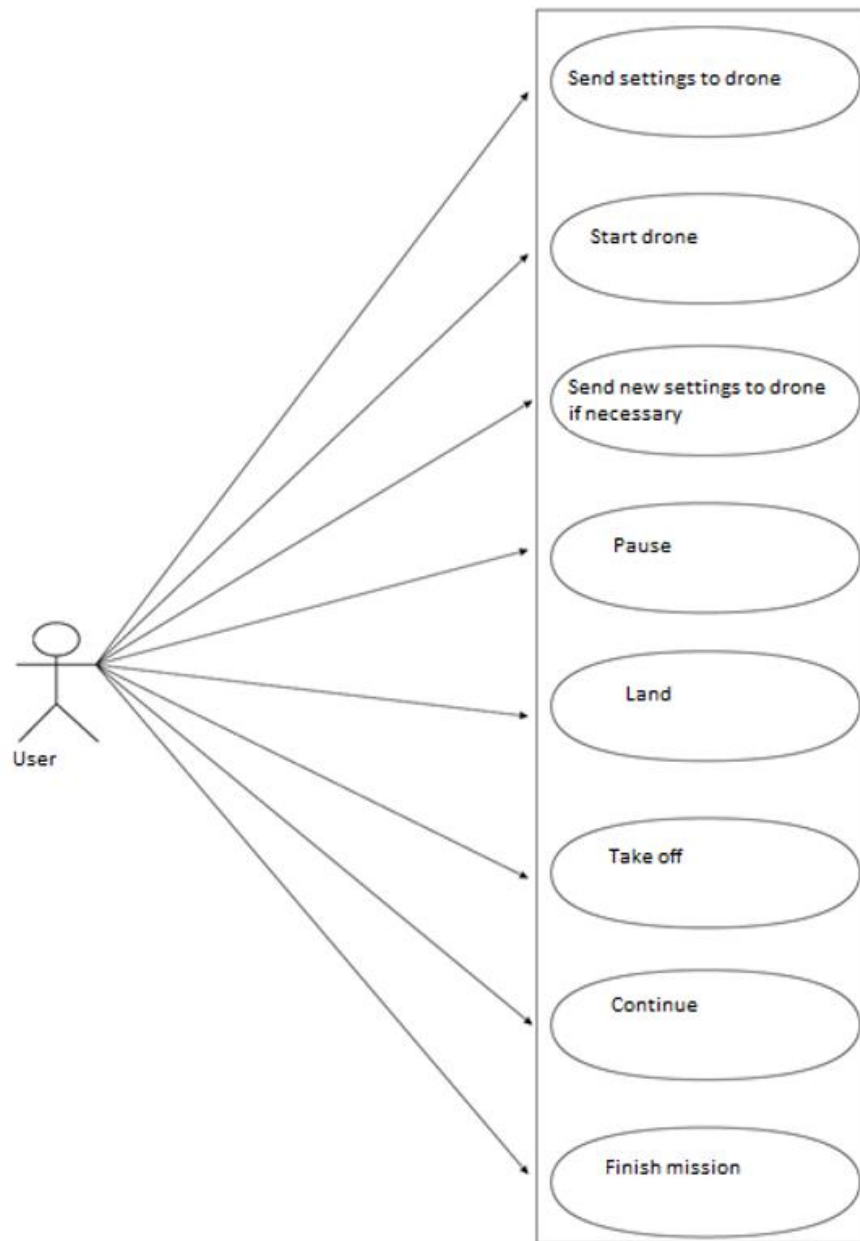 Send settings to drone
Start drone
Send new settings to drone
if necessary
Pause
Land
User
Take off
Continue
Finish mission